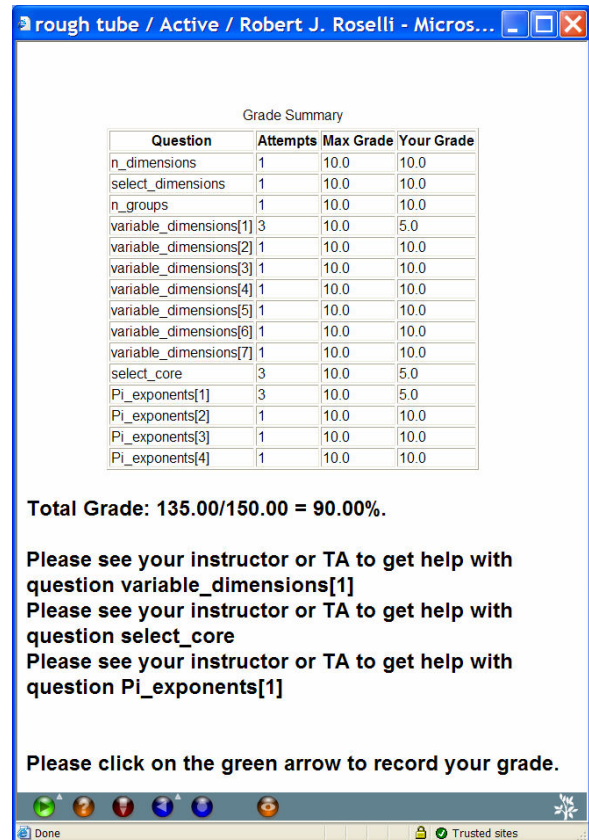 rough tube / Active / Robert J. Roselli - Micros...
Grade Summary
Question Attempts Max Grade Your Grade
n_dimensions 1 10.0 10.0
select_dimensions 1 10.0 10.0
n_groups 1 10.0 10.0
variable_dimensions[1] 3 10.0 5.0
variable_dimensions[2] 1 10.0 10.0
variable_dimensions[3] 1 10.0 10.0
variable_dimensions[4] 1 10.0 10.0
variable_dimensions[5] 1 10.0 10.0
variable_dimensions[6] 1 10.0 10.0
variable_dimensions[7] 1 10.0 10.0
select_core 3 10.0 5.0
Pi_exponents[1] 3 10.0 5.0
Pi_exponents[2] 1 10.0 10.0
Pi_exponents[3] 1 10.0 10.0
Pi_exponents[4] 1 10.0 10.0
Total Grade: 135.00/150.00 = 90.00%.
Please see your instructor or TA to get help with
question variable_dimensions[1]
Please see your instructor or TA to get help with
question select_core
Please see your instructor or TA to get help with
question Pi_exponents[1]
Please click on the green arrow to record your grade.
Done Trusted sites